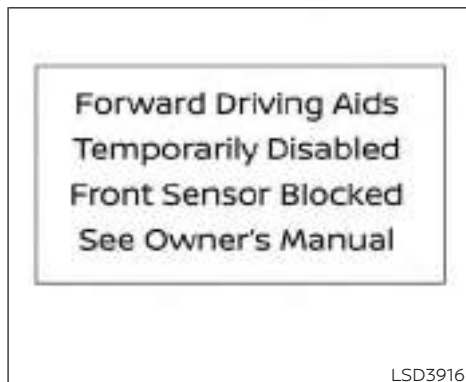 Forward Driving Aids
Temporarily Disabled
Front Sensor Blocked
See Owner's Manual
LSD3916